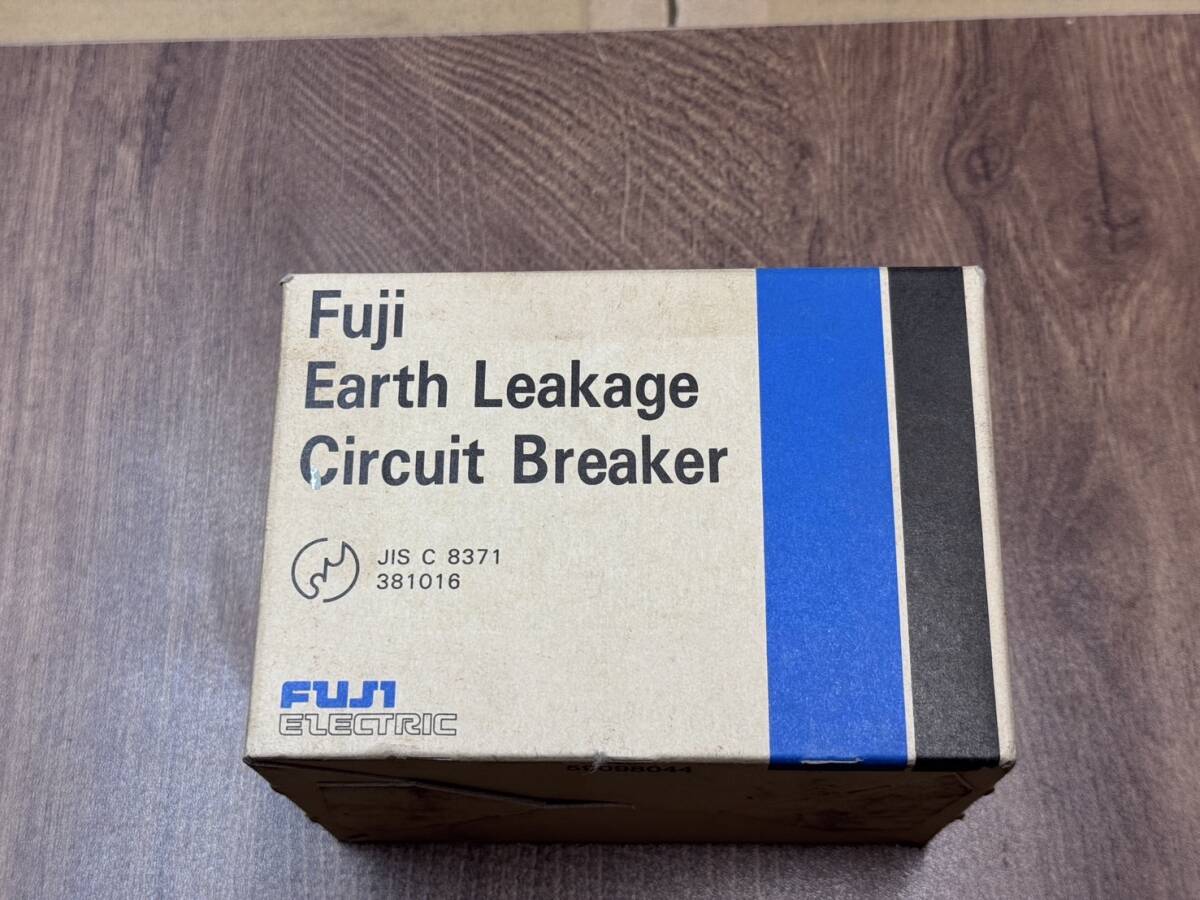 Fuji
Earth Leakage
Circuit Breaker
JIS C 8371
381016
FUJI
ELECTRIC